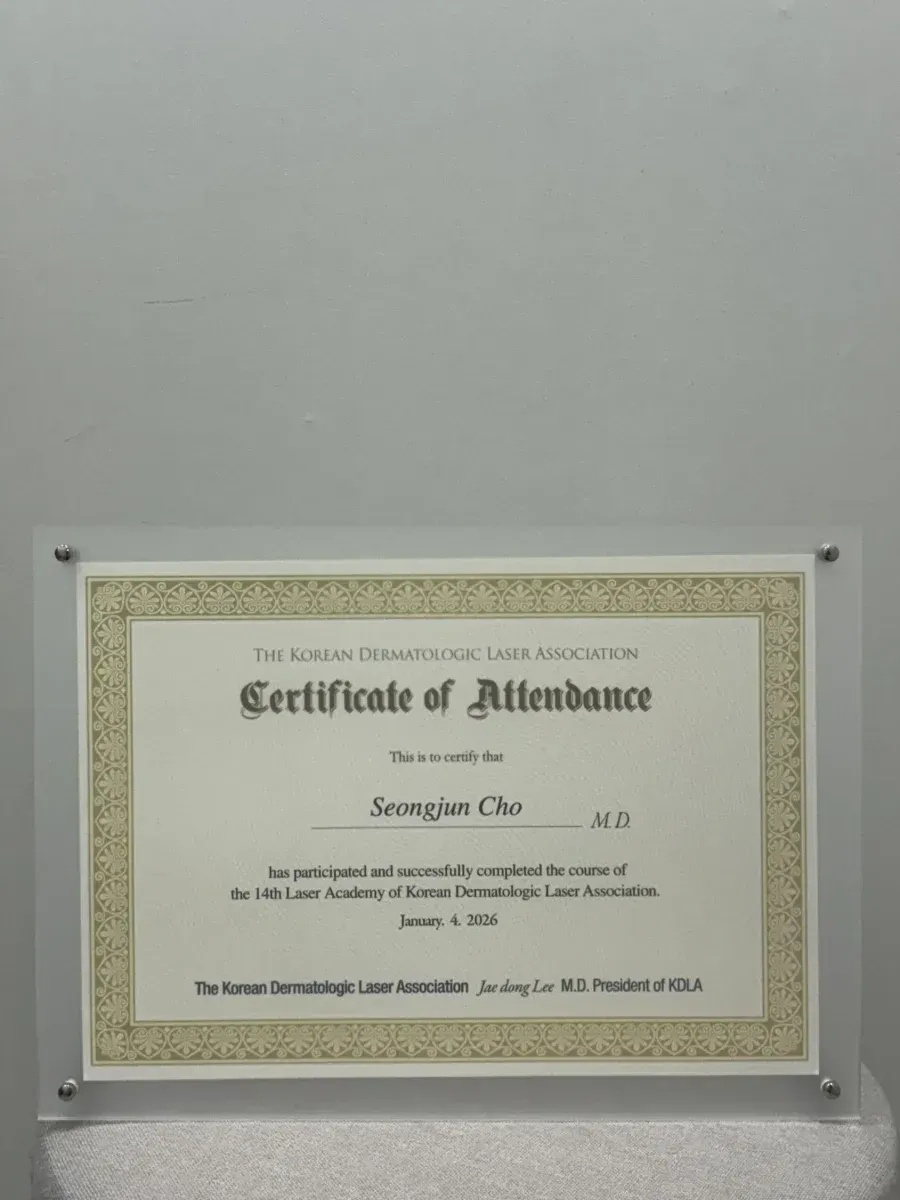 THE KOREAN DERMATOLOGIC LASER ASSOCIATION
Certificate of Attendance
This is to certify that
Seongjun Cho M.D.
has participated and successfully completed the course of
the 14th Laser Academy of Korean Dermatologic Laser Association.
January. 4. 2026
The Korean Dermatologic Laser Association Jae dong Lee M.D. President of KDLA